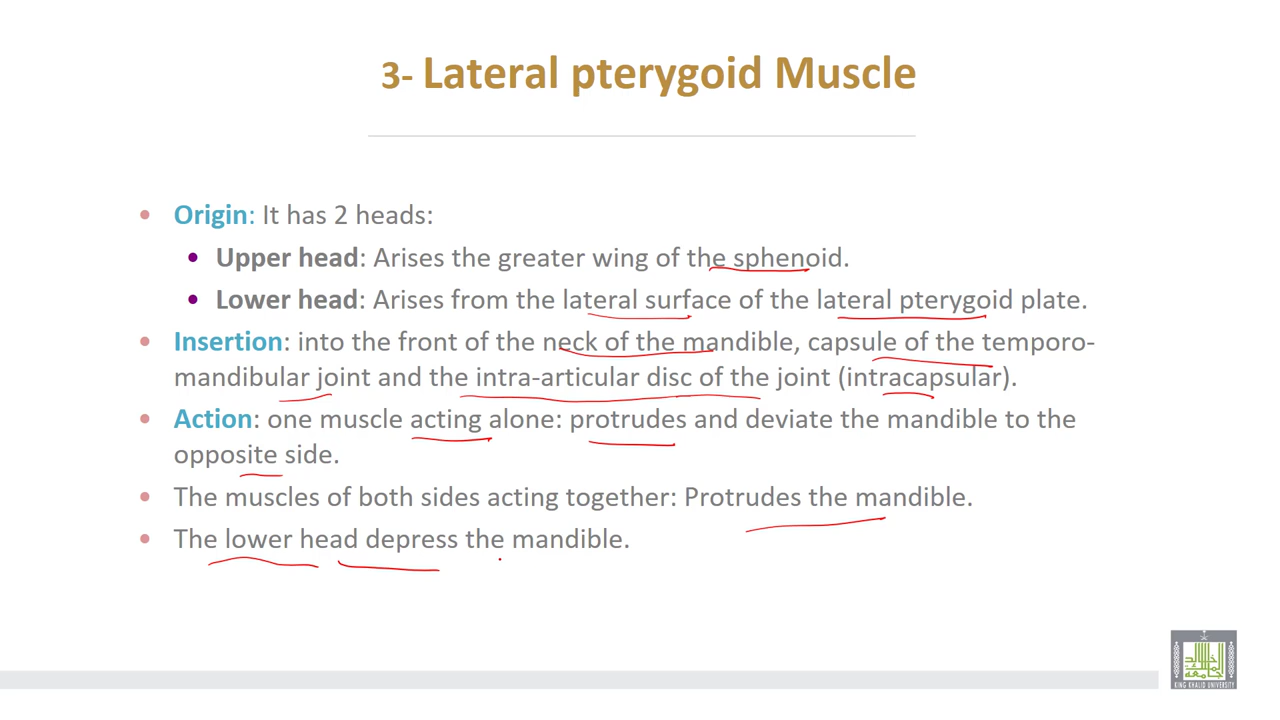 3- Lateral pterygoid Muscle
• Origin: It has 2 heads:
• Upper head: Arises the greater wing of the sphenoid.
• Lower head: Arises from the lateral surface of the lateral pterygoid plate.
• Insertion: into the front of the neck of the mandible, capsule of the temporo-
mandibular joint and the intra-articular disc of the joint (intracapsular).
• Action: one muscle acting alone: protrudes and deviate the mandible to the
opposite side.
• The muscles of both sides acting together: Protrudes the mandible.
• The lower head depress the mandible.
KING KHALID UNIVERSITY